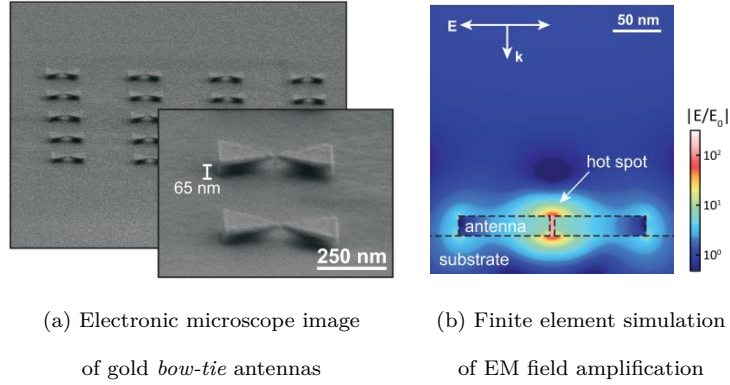 65 nm
250 nm
E
k
50 nm
hot spot
antenna
substrate
|E/E0|
10²
10¹
10⁰
(a) Electronic microscope image
of gold bow-tie antennas
(b) Finite element simulation
of EM field amplification